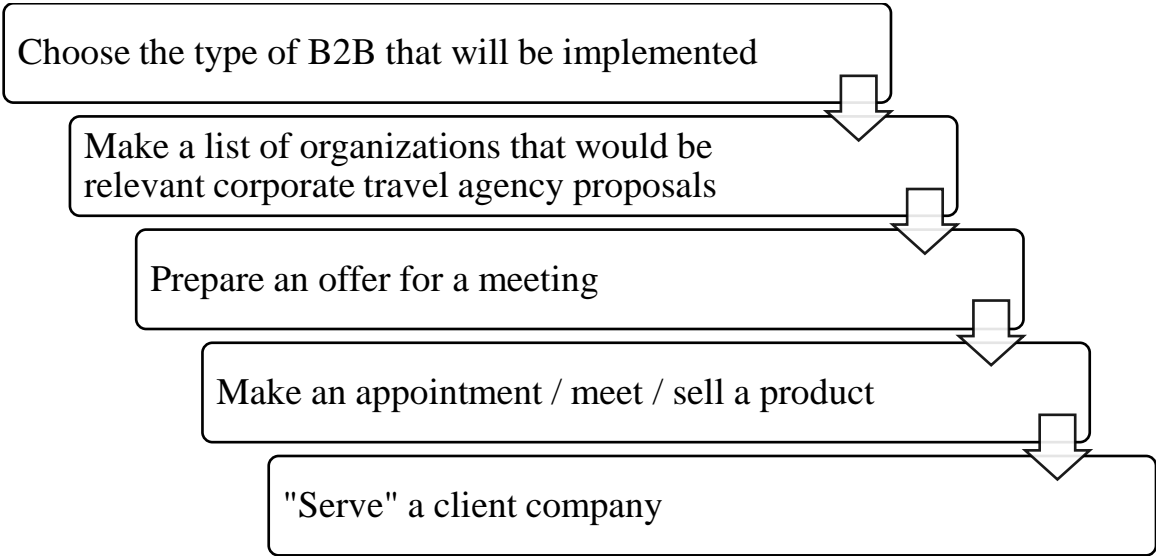 Choose the type of B2B that will be implemented
Make a list of organizations that would be
relevant corporate travel agency proposals
Prepare an offer for a meeting
Make an appointment / meet / sell a product
"Serve" a client company